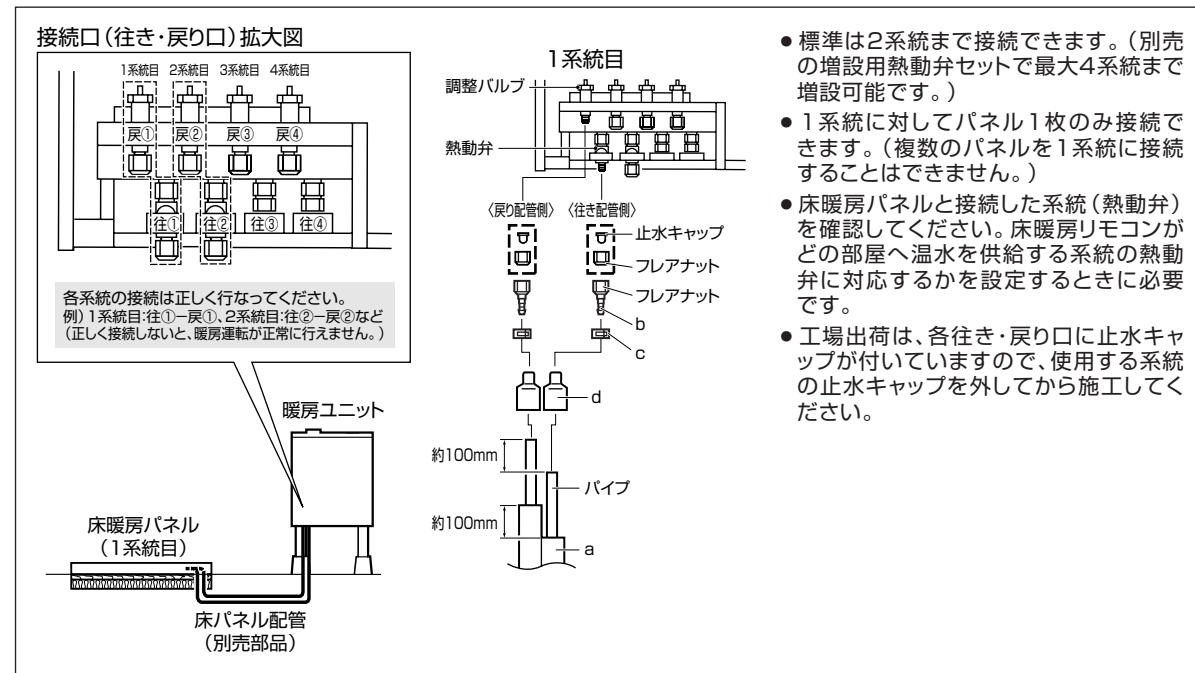 接続口（往き・戻り口）拡大図
1系統目 2系統目 3系統目 4系統目
戻① 戻② 戻③ 戻④
往① 往② 往③ 往④
各系統の接続は正しく行なってください。
例）1系統目：往①−戻①、2系統目：往②−戻②など
（正しく接続しないと、暖房運転が正常に行えません。）
暖房ユニット
床暖房パネル
（1系統目）
床パネル配管
（別売部品）
1系統目
調整バルブ
熱動弁
〈戻り配管側〉 〈往き配管側〉
止水キャップ
フレアナット
フレアナット
b
c
d
約100mm
パイプ
約100mm
a
● 標準は2系統まで接続できます。（別売
の増設用熱動弁セットで最大4系統まで
増設可能です。）
● 1系統に対してパネル1枚のみ接続で
きます。（複数のパネルを1系統に接続
することはできません。）
● 床暖房パネルと接続した系統（熱動弁）
を確認してください。床暖房リモコンが
どの部屋へ温水を供給する系統の熱動
弁に対応するかを設定するときに必要
です。
● 工場出荷は、各往き・戻り口に止水キャ
ップが付いていますので、使用する系統
の止水キャップを外してから施工してく
ださい。